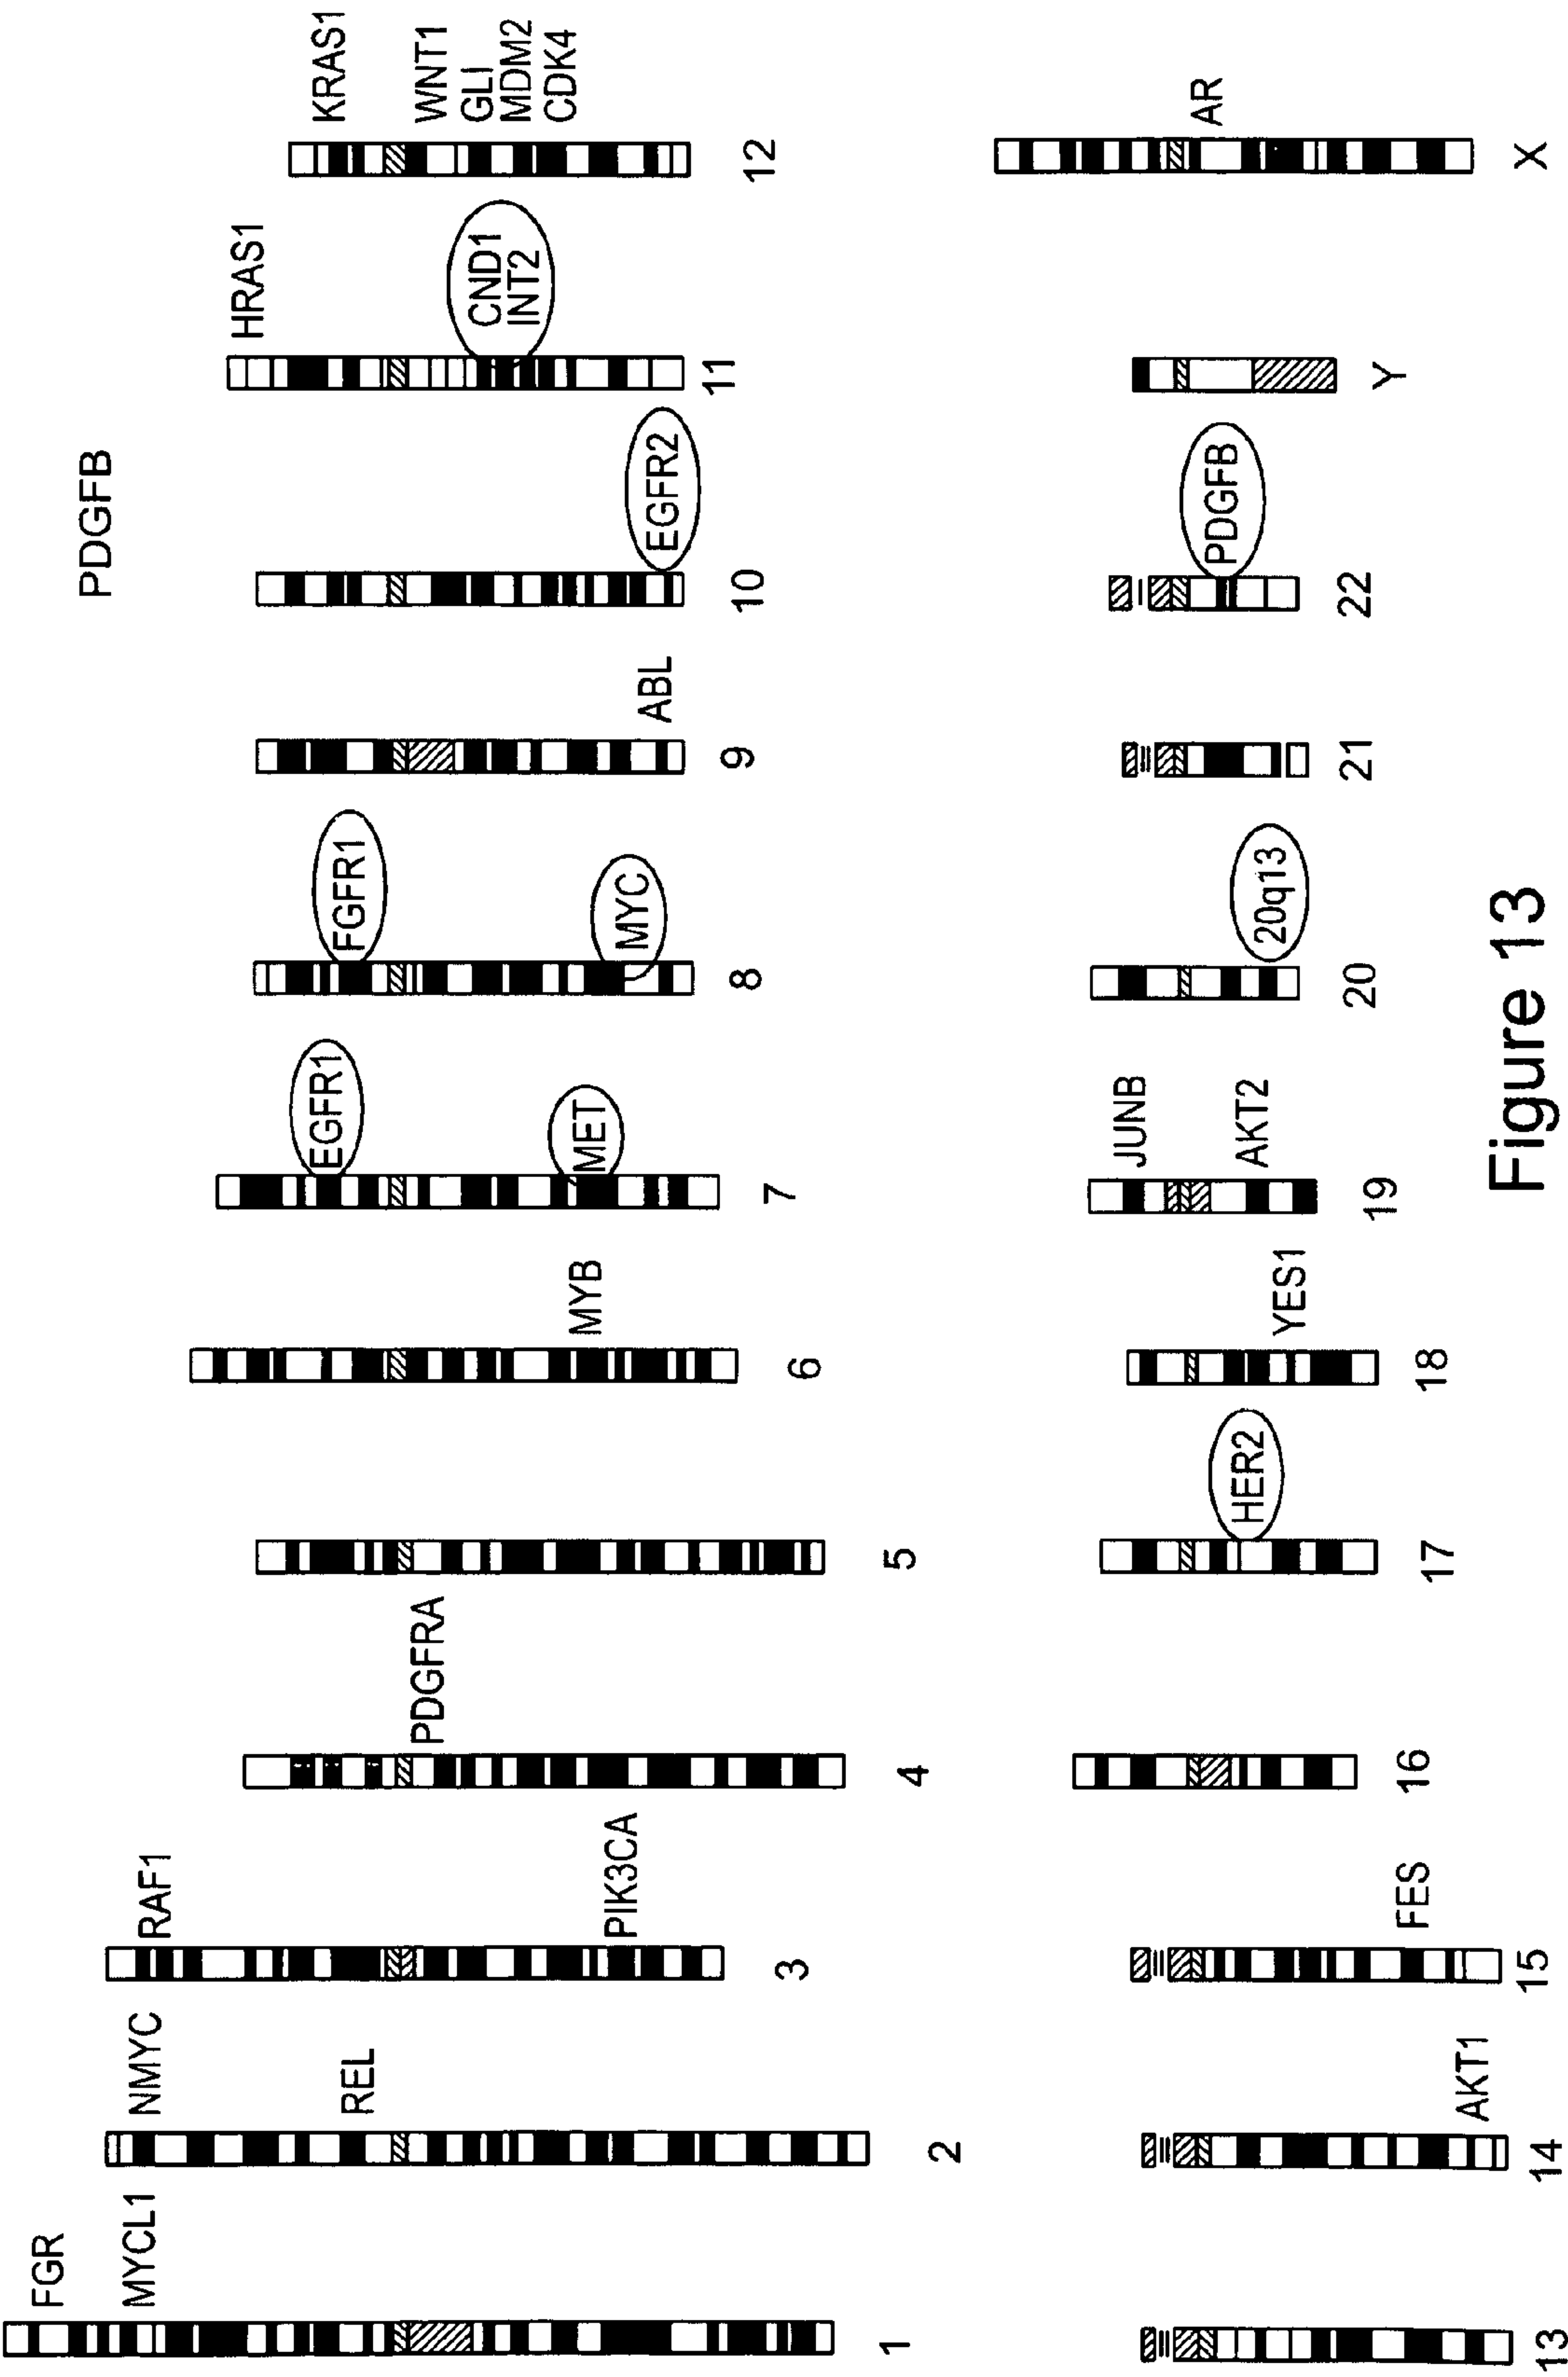 FGR
PDGFB
MYCL1 NMYC RAF1
HRAS1
EGFR1 KRAS1
REL FGFR1
PDGFRA WNT1
CND1 GLI
INT2 MDM2
CDK4
MYB MET
PIK3CA MYC
ABL EGFR2
1 2 3 4 5 6 7 8 9 10 11 12
JUNB
AR
HER2 AKT2 PDGFB
YES1 20q13
FES
AKT1
13 14 15 16 17 18 19 20 21 22 Y X
Figure 13